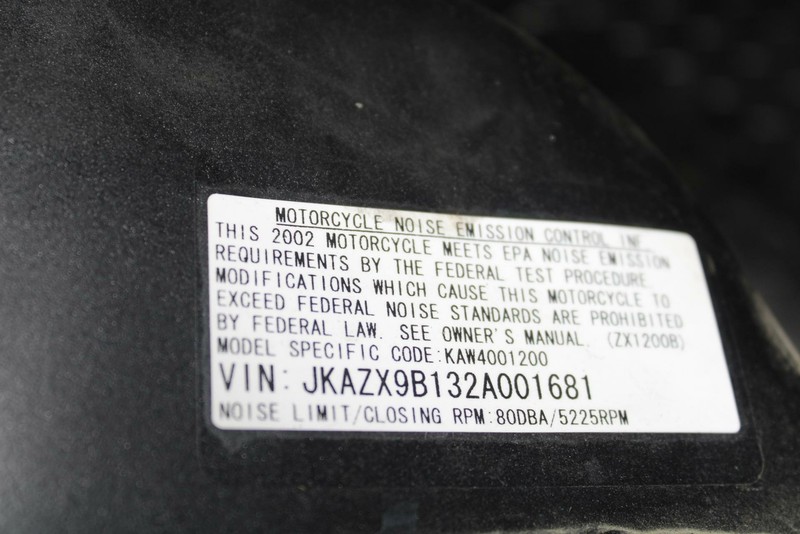 MOTORCYCLE NOISE EMISSION CONTROL INF.
THIS 2002 MOTORCYCLE MEETS EPA NOISE EMISSION
REQUIREMENTS BY THE FEDERAL TEST PROCEDURE.
MODIFICATIONS WHICH CAUSE THIS MOTORCYCLE TO
EXCEED FEDERAL NOISE STANDARDS ARE PROHIBITED
BY FEDERAL LAW. SEE OWNER'S MANUAL. (ZX1200B)
MODEL SPECIFIC CODE:KAW4001200
VIN: JKAZX9B132A001681
NOISE LIMIT/CLOSING RPM:80DBA/5225RPM